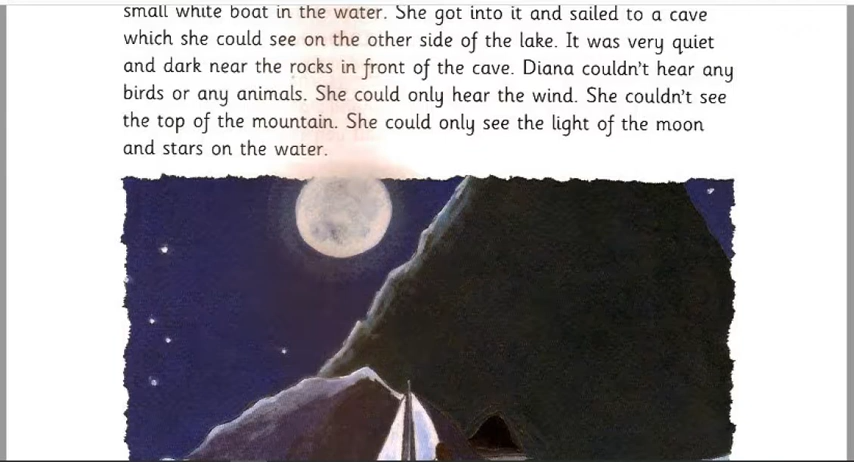 small white boat in the water. She got into it and sailed to a cave
which she could see on the other side of the lake. It was very quiet
and dark near the rocks in front of the cave. Diana couldn't hear any
birds or any animals. She could only hear the wind. She couldn't see
the top of the mountain. She could only see the light of the moon
and stars on the water.